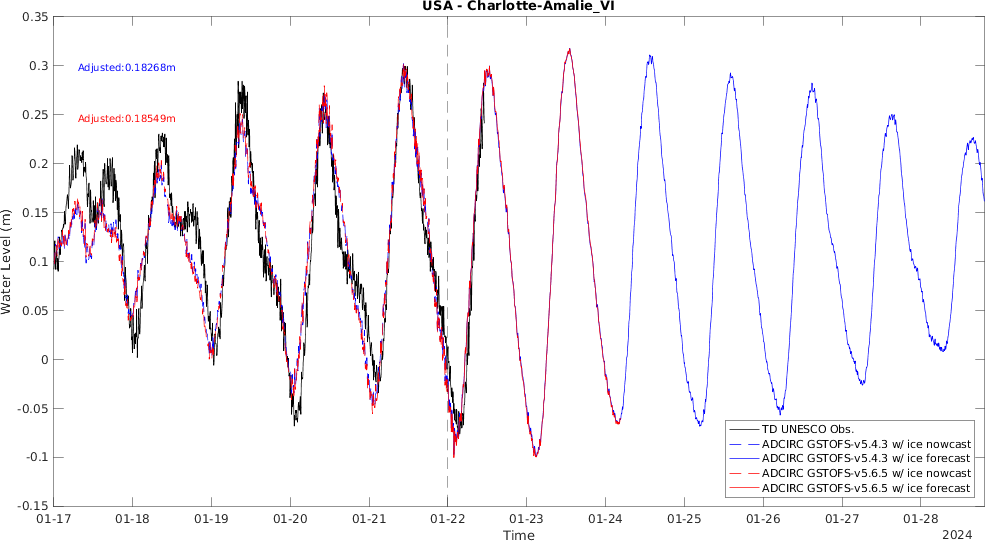 USA - Charlotte-Amalie_VI
0.35
0.3
0.25
0.2
0.15
0.1
0.05
0
-0.05
-0.1
-0.15
Water Level (m)
Adjusted:0.18268m
Adjusted:0.18549m
TD UNESCO Obs.
ADCIRC GSTOFS-v5.4.3 w/ ice nowcast
ADCIRC GSTOFS-v5.4.3 w/ ice forecast
ADCIRC GSTOFS-v5.6.5 w/ ice nowcast
ADCIRC GSTOFS-v5.6.5 w/ ice forecast
01-17 01-18 01-19 01-20 01-21 01-22 01-23 01-24 01-25 01-26 01-27 01-28
Time
2024